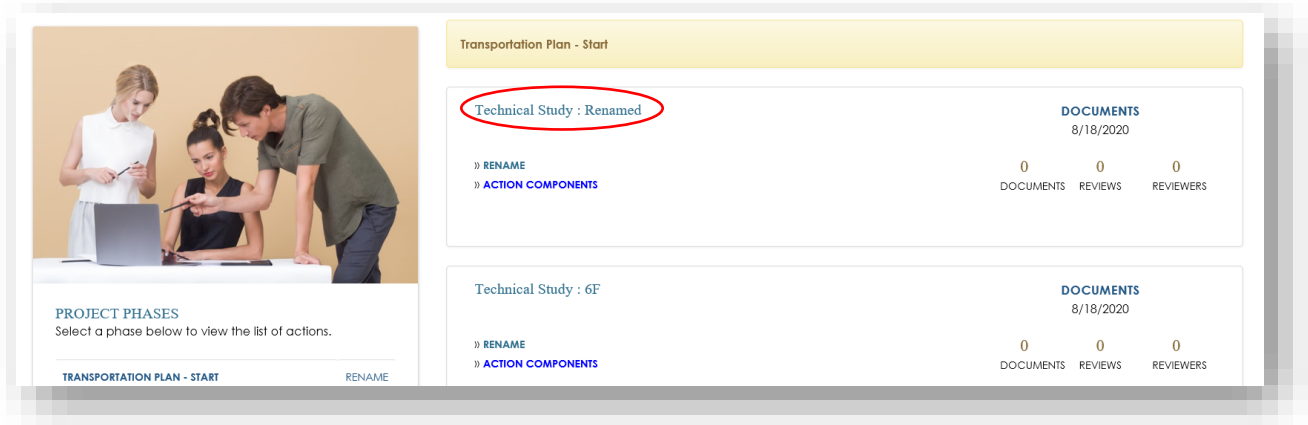 Transportation Plan - Start
Technical Study : Renamed
DOCUMENTS
8/18/2020
» RENAME
» ACTION COMPONENTS
0 0 0
DOCUMENTS REVIEWS REVIEWERS
Technical Study : 6F
DOCUMENTS
8/18/2020
» RENAME
» ACTION COMPONENTS
0 0 0
DOCUMENTS REVIEWS REVIEWERS
PROJECT PHASES
Select a phase below to view the list of actions.
TRANSPORTATION PLAN - START RENAME